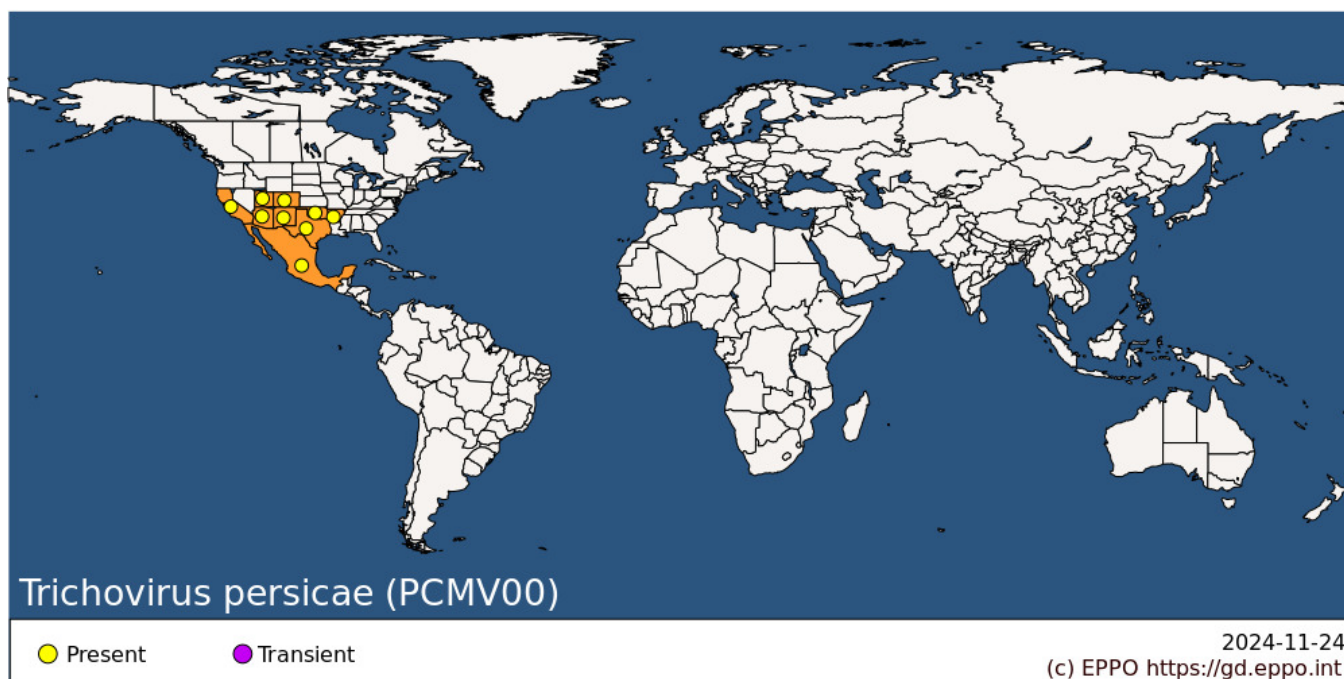 Trichovirus persicae (PCMV00)
Present
Transient
2024-11-24
(c) EPPO https://gd.eppo.int